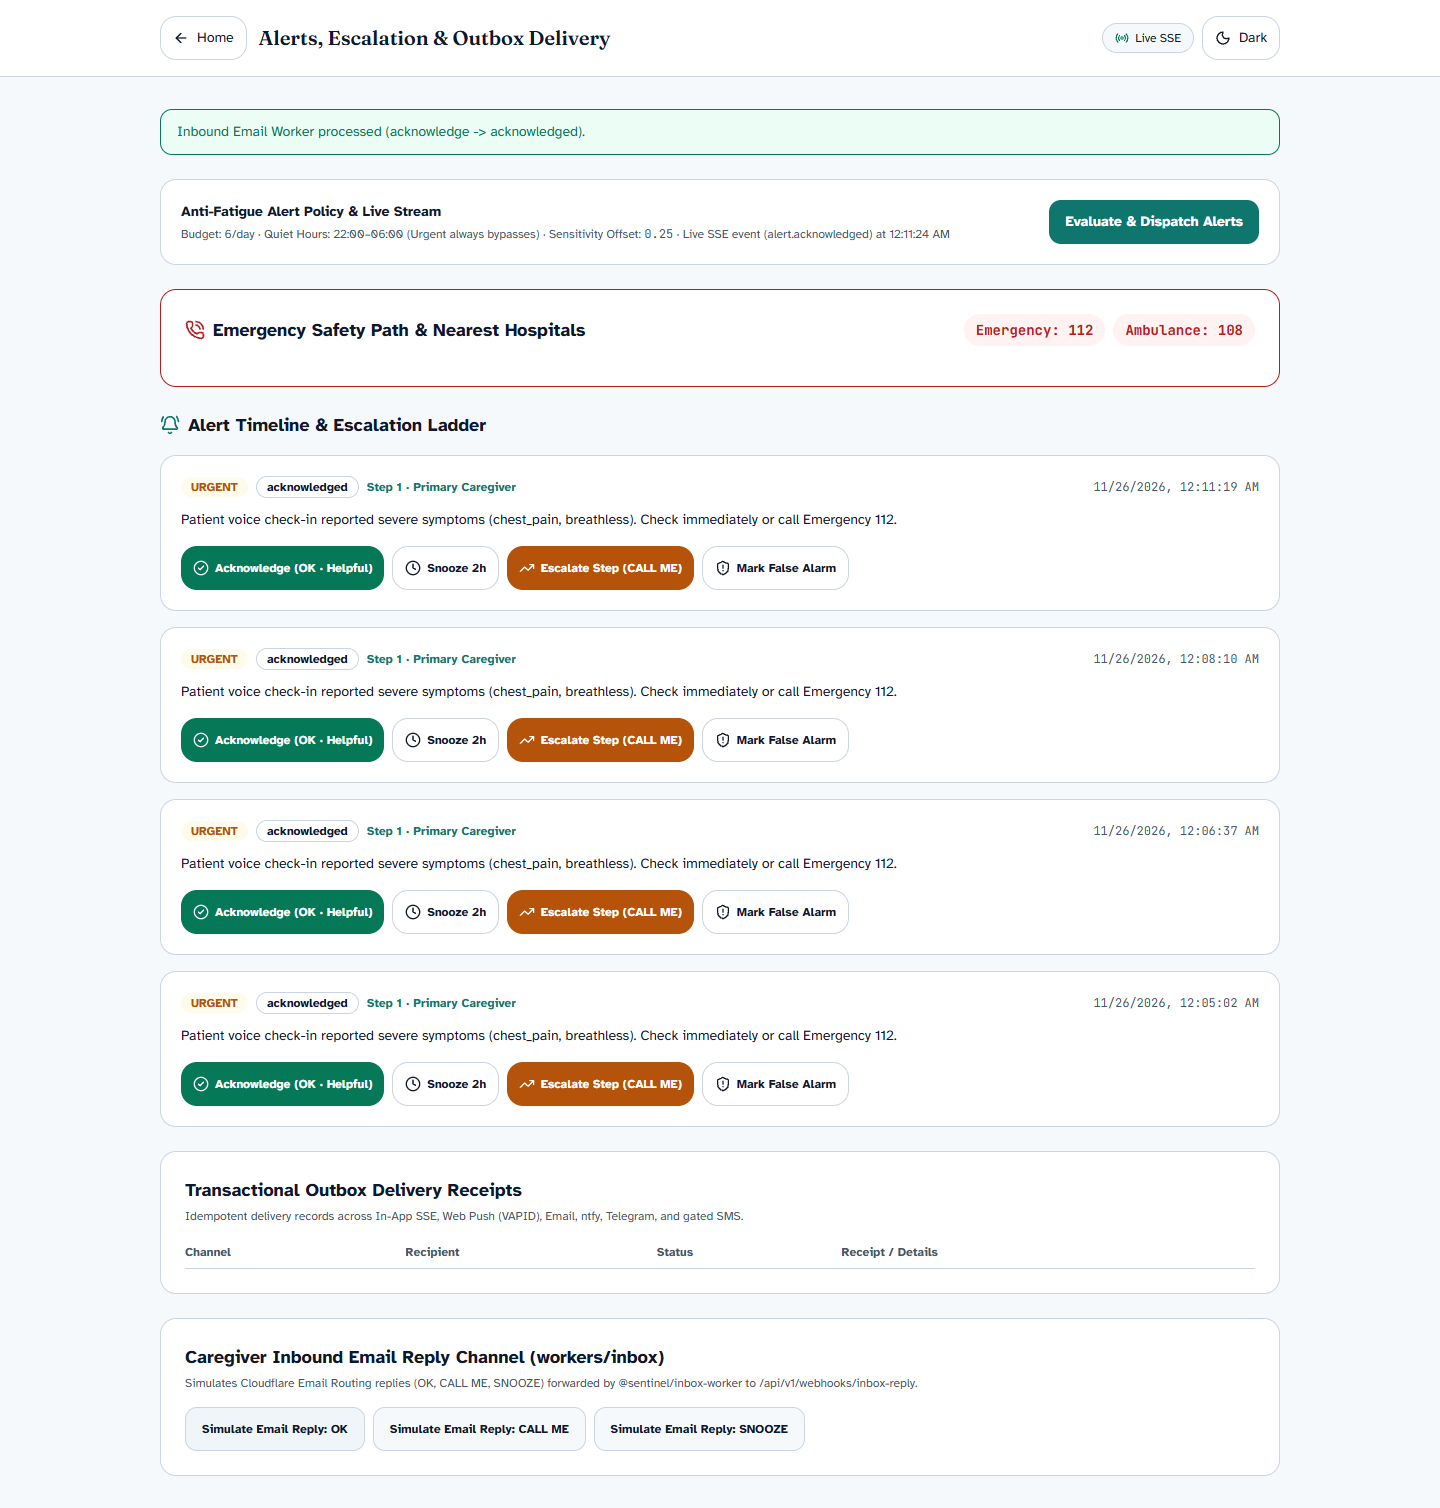 Home
Alerts, Escalation & Outbox Delivery
Live SSE
Dark
Inbound Email Worker processed (acknowledge -> acknowledged).
Anti-Fatigue Alert Policy & Live Stream
Budget: 6/day · Quiet Hours: 22:00–06:00 (Urgent always bypasses) · Sensitivity Offset: 0.25 · Live SSE event (alert.acknowledged) at 12:11:24 AM
Evaluate & Dispatch Alerts
Emergency Safety Path & Nearest Hospitals
Emergency: 112
Ambulance: 108
Alert Timeline & Escalation Ladder
URGENT acknowledged Step 1 · Primary Caregiver 11/26/2026, 12:11:19 AM
Patient voice check-in reported severe symptoms (chest_pain, breathless). Check immediately or call Emergency 112.
Acknowledge (OK · Helpful) Snooze 2h Escalate Step (CALL ME) Mark False Alarm
URGENT acknowledged Step 1 · Primary Caregiver 11/26/2026, 12:08:10 AM
Patient voice check-in reported severe symptoms (chest_pain, breathless). Check immediately or call Emergency 112.
Acknowledge (OK · Helpful) Snooze 2h Escalate Step (CALL ME) Mark False Alarm
URGENT acknowledged Step 1 · Primary Caregiver 11/26/2026, 12:06:37 AM
Patient voice check-in reported severe symptoms (chest_pain, breathless). Check immediately or call Emergency 112.
Acknowledge (OK · Helpful) Snooze 2h Escalate Step (CALL ME) Mark False Alarm
URGENT acknowledged Step 1 · Primary Caregiver 11/26/2026, 12:05:02 AM
Patient voice check-in reported severe symptoms (chest_pain, breathless). Check immediately or call Emergency 112.
Acknowledge (OK · Helpful) Snooze 2h Escalate Step (CALL ME) Mark False Alarm
Transactional Outbox Delivery Receipts
Idempotent delivery records across In-App SSE, Web Push (VAPID), Email, ntfy, Telegram, and gated SMS.
Channel Recipient Status Receipt / Details
Caregiver Inbound Email Reply Channel (workers/inbox)
Simulates Cloudflare Email Routing replies (OK, CALL ME, SNOOZE) forwarded by @sentinel/inbox-worker to /api/v1/webhooks/inbox-reply.
Simulate Email Reply: OK Simulate Email Reply: CALL ME Simulate Email Reply: SNOOZE